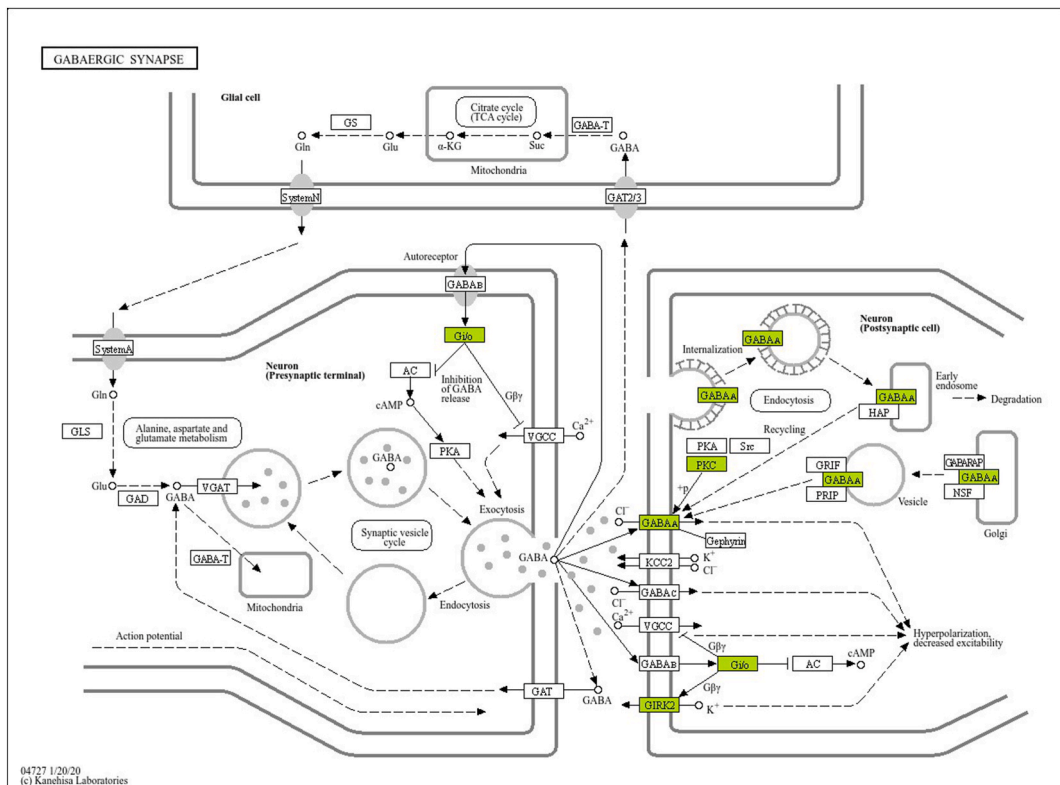 GABAERGIC SYNAPSE
Glial cell
Citrate cycle
(TCA cycle)
GS
GABA-T
Gln
Glu
α-KG
Suc
GABA
Mitochondria
SystemN
GAT2/3
Autoreceptor
GABAB
Gi/o
Neuron
(Presynaptic terminal)
AC
Inhibition
of GABA
release
cAMP
Gβγ
PKA
VGCC
Ca2+
SystemA
Gln
GLS
Alanine, aspartate and
glutamate metabolism
Glu
GAD
GABA
VGAT
GABA
Synaptic vesicle
cycle
Exocytosis
GABA-T
Mitochondria
Endocytosis
GABA
Action potential
GAT
GABA
Neuron
(Postsynaptic cell)
Internalization
GABAA
GABAA
Endocytosis
Early
endosome
GABAA
HAP
Degradation
Recycling
PKA
Src
PKC
+p
GRIF
GABAA
PRIP
Vesicle
GABARAP
GABAA
NSF
Golgi
Cl−
GABAA
Gephyrin
KCC2
K+
Cl−
GABAC
Cl−
Ca2+
VGCC
Gβγ
Hyperpolarization,
decreased excitability
GABAB
Gi/o
AC
cAMP
Gβγ
GIRK2
K+
04727 1/20/20
(c) Kanehisa Laboratories